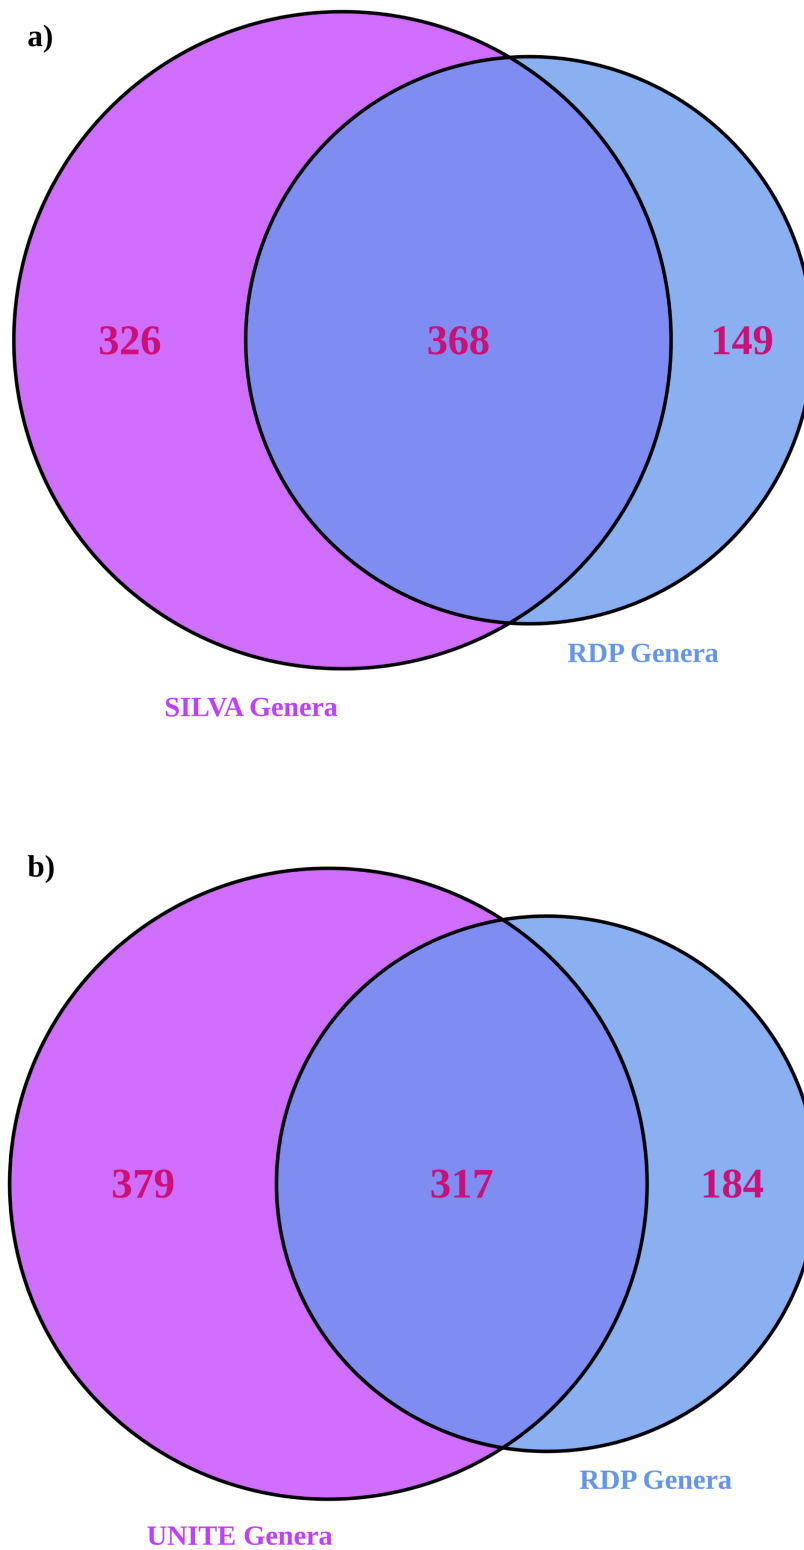 a)
326 368 149
RDP Genera
SILVA Genera
b)
379 317 184
RDP Genera
UNITE Genera